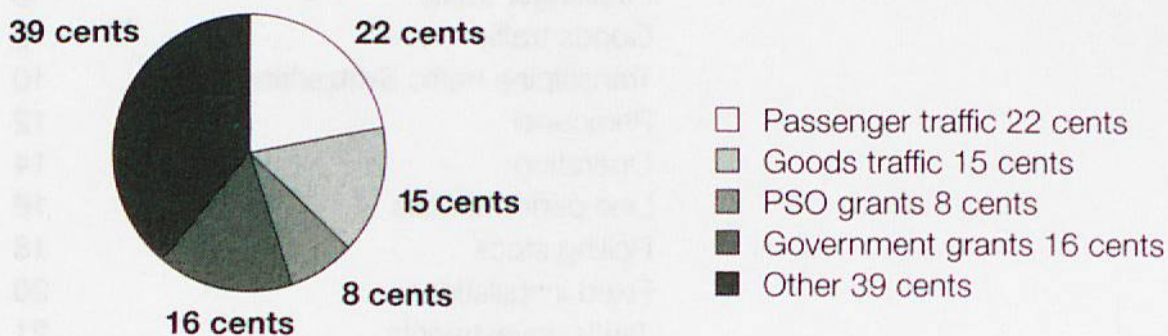 39 cents
22 cents
15 cents
8 cents
16 cents
Passenger traffic 22 cents
Goods traffic 15 cents
PSO grants 8 cents
Government grants 16 cents
Other 39 cents